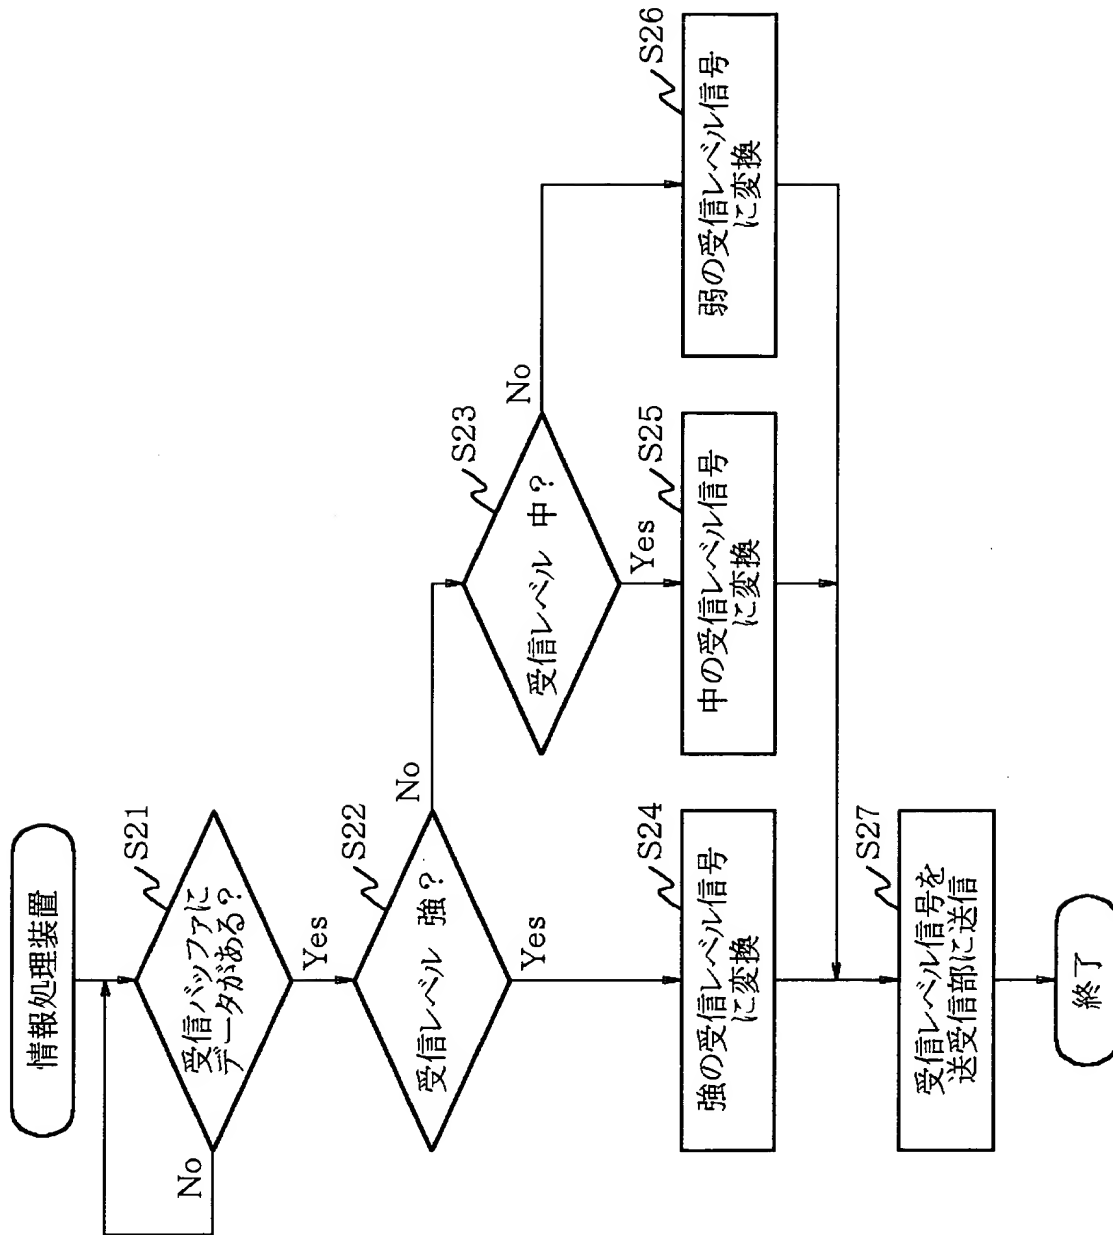 情報処理装置
S21
受信バッファに
データがある？
No
Yes
S22
受信レベル 強？
No
Yes
S23
受信レベル 中？
No
Yes
S24
強の受信レベル信号
に変換
S25
中の受信レベル信号
に変換
S26
弱の受信レベル信号
に変換
S27
受信レベル信号を
送受信部に送信
終了